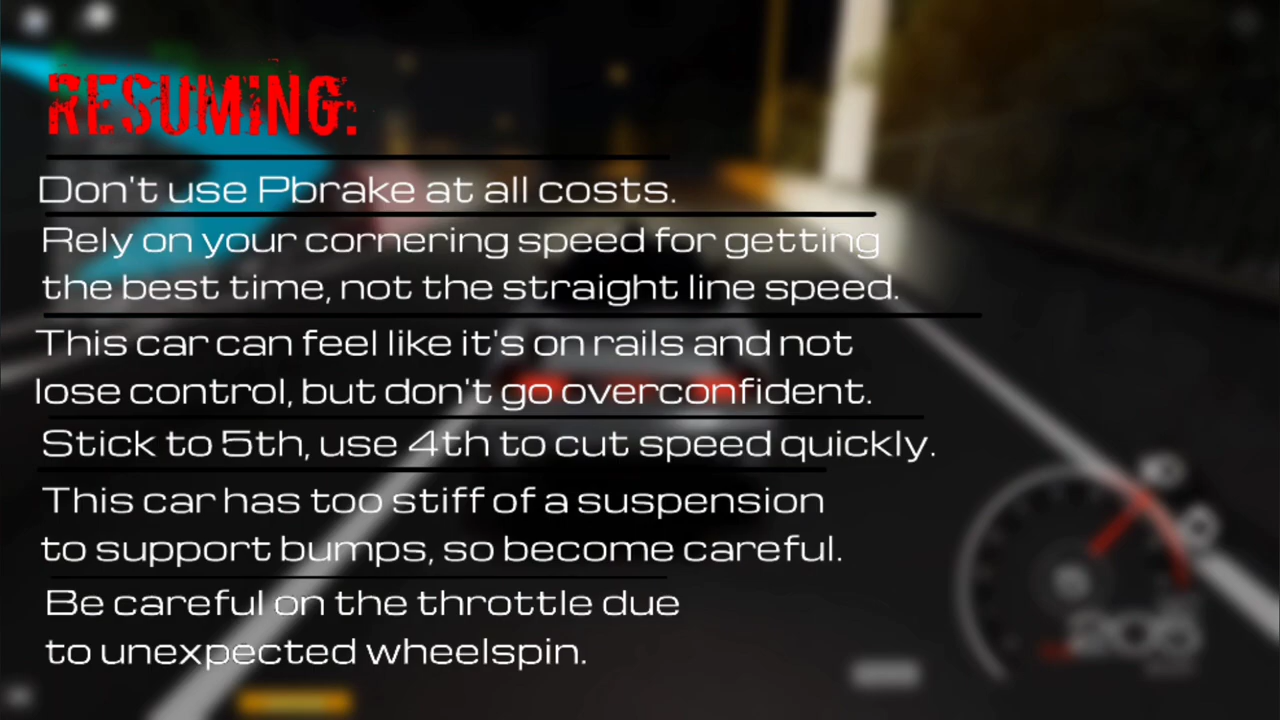 RESUMING:
Don't use Pbrake at all costs.
Rely on your cornering speed for getting
the best time, not the straight line speed.
This car can feel like it's on rails and not
lose control, but don't go overconfident.
Stick to 5th, use 4th to cut speed quickly.
This car has too stiff of a suspension
to support bumps, so become careful.
Be careful on the throttle due
to unexpected wheelspin.
205